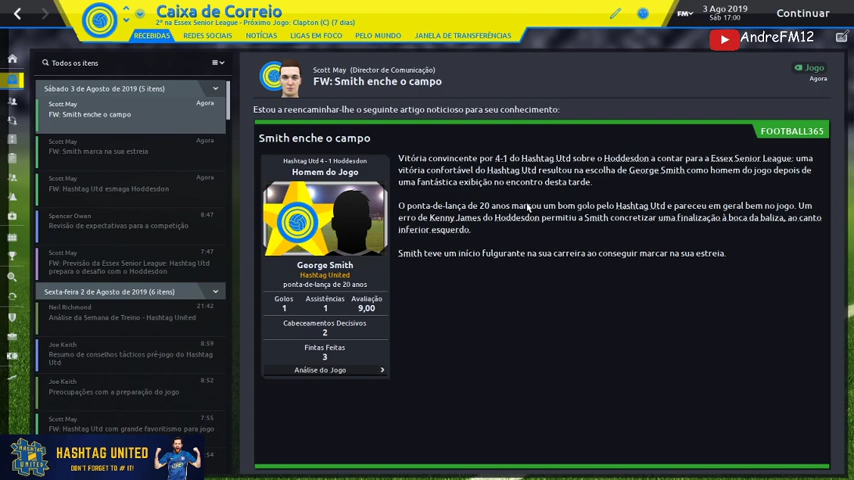 Caixa de Correio
2º na Essex Senior League - Próximo Jogo: Clapton (C) (7 dias)
FM
3 Ago 2019
Sáb 17:00
Continuar
RECEBIDAS
REDES SOCIAIS
NOTÍCIAS
LIGAS EM FOCO
PELO MUNDO
JANELA DE TRANSFERÊNCIAS
AndreFM12
Todos os itens
Sábado 3 de Agosto de 2019 (5 itens)
Scott May
Agora
FW: Smith enche o campo
Scott May
Agora
FW: Smith marca na sua estreia
Scott May
Agora
FW: Hashtag Utd esmaga Hoddesdon
Spencer Owan
8:47
Revisão de expectativas para a competição
Scott May
7:47
FW: Previsão da Essex Senior League: Hashtag Utd
prepara o desafio com o Hoddesdon
Sexta-feira 2 de Agosto de 2019 (6 itens)
Neil Richmond
21:42
Análise da Semana de Treino - Hashtag United
Joe Keith
8:59
Resumo de conselhos tácticos pré-jogo do Hashtag
Utd
Joe Keith
8:52
Preocupações com a preparação do jogo
Scott May
7:55
FW: Hashtag Utd com grande favoritismo para jogo
:54
HASHTAG UNITED
DON'T FORGET TO # IT!
HASHTAG
UNITED
Scott May (Director de Comunicação)
FW: Smith enche o campo
Jogo
Agora
Estou a reencaminhar-lhe o seguinte artigo noticioso para seu conhecimento:
FOOTBALL365
Smith enche o campo
Hashtag Utd 4 - 1 Hoddesdon
Homem do Jogo
George Smith
Hashtag United
ponta-de-lança de 20 anos
Golos
Assistências
Avaliação
1
1
9,00
Cabeceamentos Decisivos
2
Fintas Feitas
3
Análise do Jogo
Vitória convincente por 4-1 do Hashtag Utd sobre o Hoddesdon a contar para a Essex Senior League: uma
vitória confortável do Hashtag Utd resultou na escolha de George Smith como homem do jogo depois de
uma fantástica exibição no encontro desta tarde.
O ponta-de-lança de 20 anos marcou um bom golo pelo Hashtag Utd e pareceu em geral bem no jogo. Um
erro de Kenny James do Hoddesdon permitiu a Smith concretizar uma finalização à boca da baliza, ao canto
inferior esquerdo.
Smith teve um início fulgurante na sua carreira ao conseguir marcar na sua estreia.